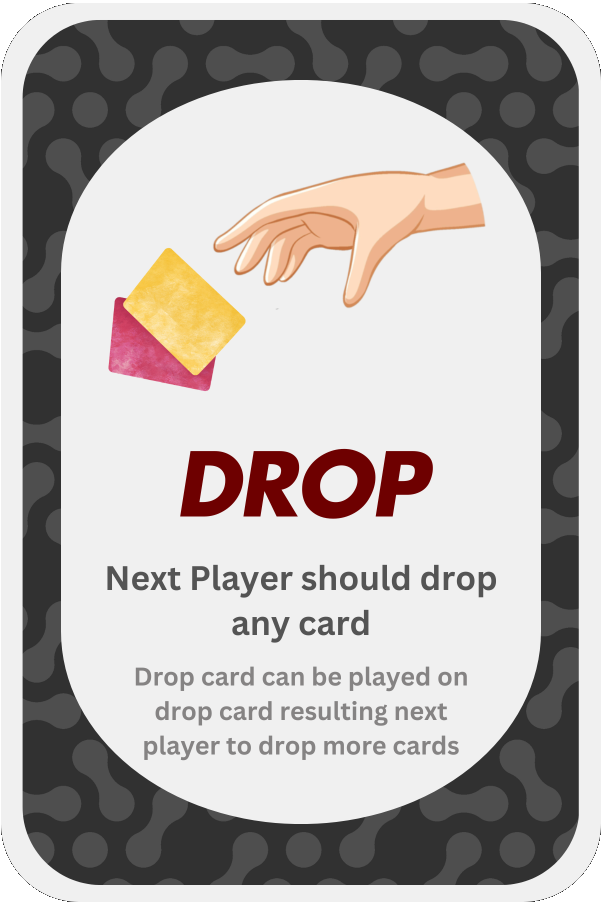 DROP
Next Player should drop
any card
Drop card can be played on
drop card resulting next
player to drop more cards